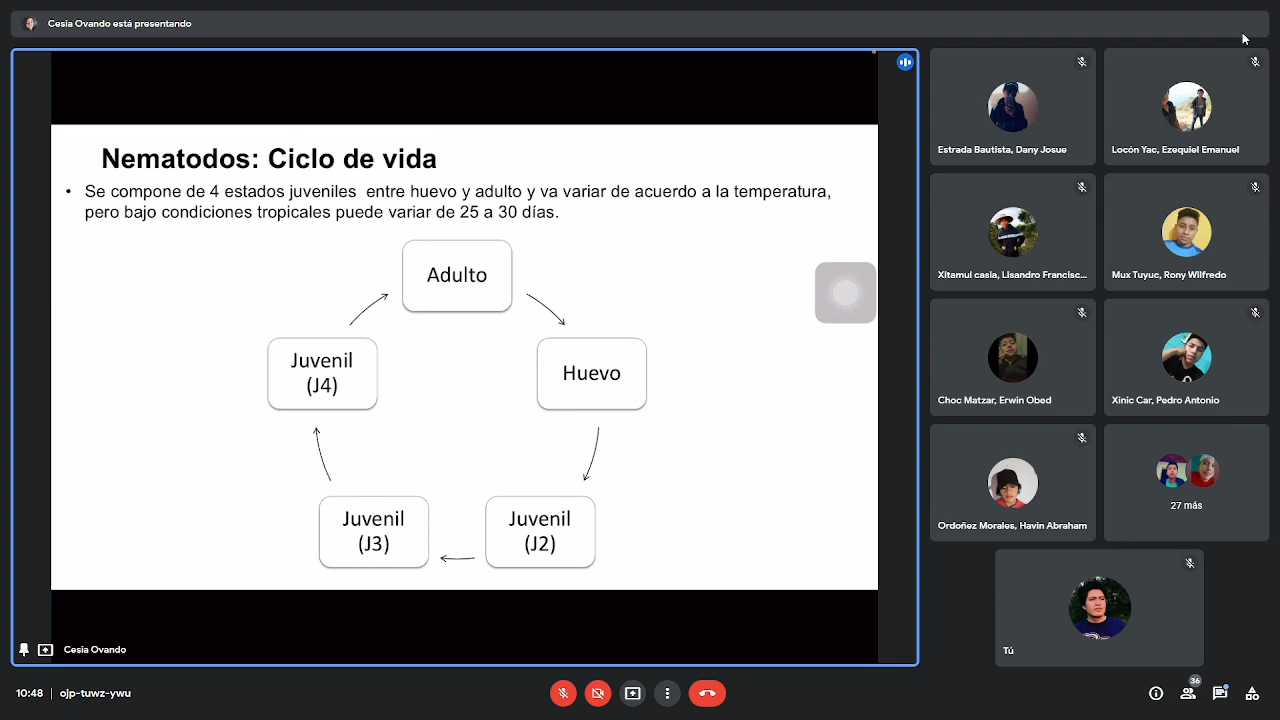 Cesia Ovando está presentando
Nematodos: Ciclo de vida
• Se compone de 4 estados juveniles entre huevo y adulto y va variar de acuerdo a la temperatura,
pero bajo condiciones tropicales puede variar de 25 a 30 días.
Adulto
Huevo
Juvenil
(J2)
Juvenil
(J3)
Juvenil
(J4)
Cesia Ovando
Estrada Bautista, Dany Josue
Locón Yac, Ezequiel Emanuel
Xitamul casia, Lisandro Francisc...
Mux Tuyuc, Rony Wilfredo
Choc Matzar, Erwin Obed
Xinic Car, Pedro Antonio
Ordoñez Morales, Havin Abraham
27 más
Tú
10:48 | ojp-tuwz-ywu
36